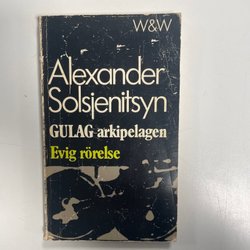 W&W
Alexander
Solsjenitsyn
GULAG-arkipelagen
Evig rörelse